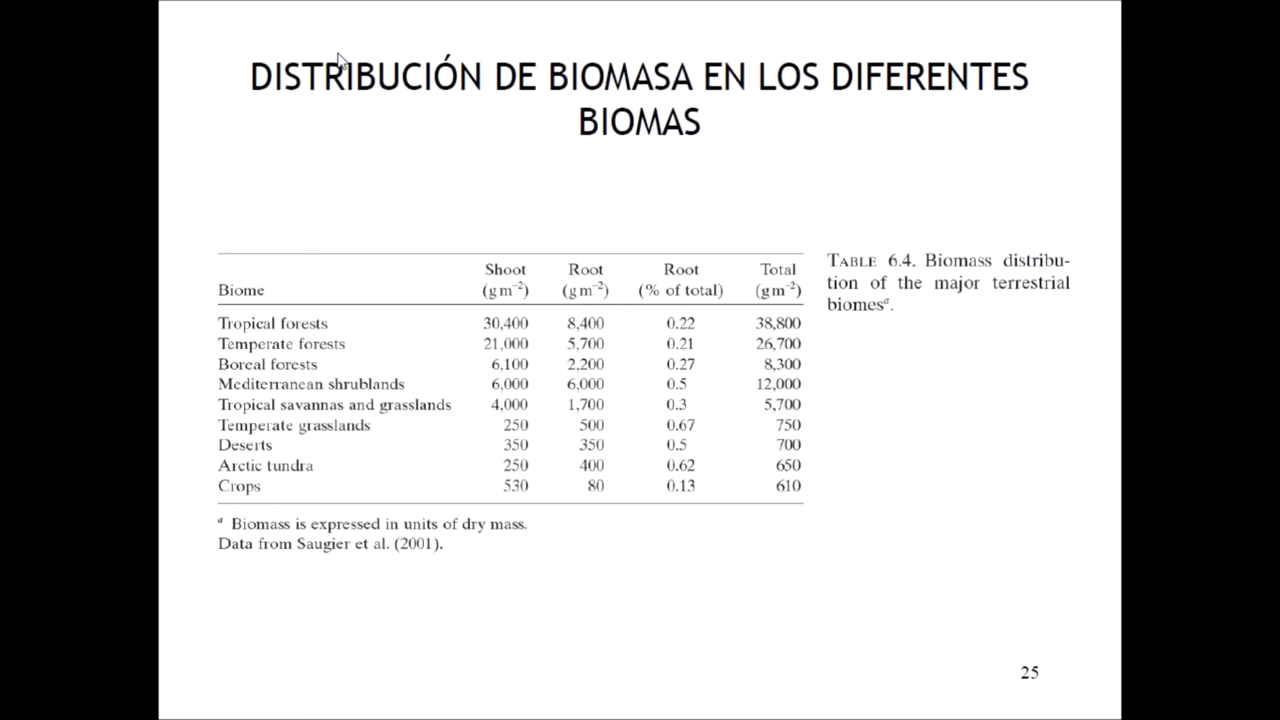 DISTRIBUCIÓN DE BIOMASA EN LOS DIFERENTES
BIOMAS
TABLE 6.4. Biomass distribu-
tion of the major terrestrial
biomesᵃ.
Shoot Root Root Total
Biome (g m⁻²) (g m⁻²) (% of total) (g m⁻²)
Tropical forests 30,400 8,400 0.22 38,800
Temperate forests 21,000 5,700 0.21 26,700
Boreal forests 6,100 2,200 0.27 8,300
Mediterranean shrublands 6,000 6,000 0.5 12,000
Tropical savannas and grasslands 4,000 1,700 0.3 5,700
Temperate grasslands 250 500 0.67 750
Deserts 350 350 0.5 700
Arctic tundra 250 400 0.62 650
Crops 530 80 0.13 610
ᵃ Biomass is expressed in units of dry mass.
Data from Saugier et al. (2001).
25